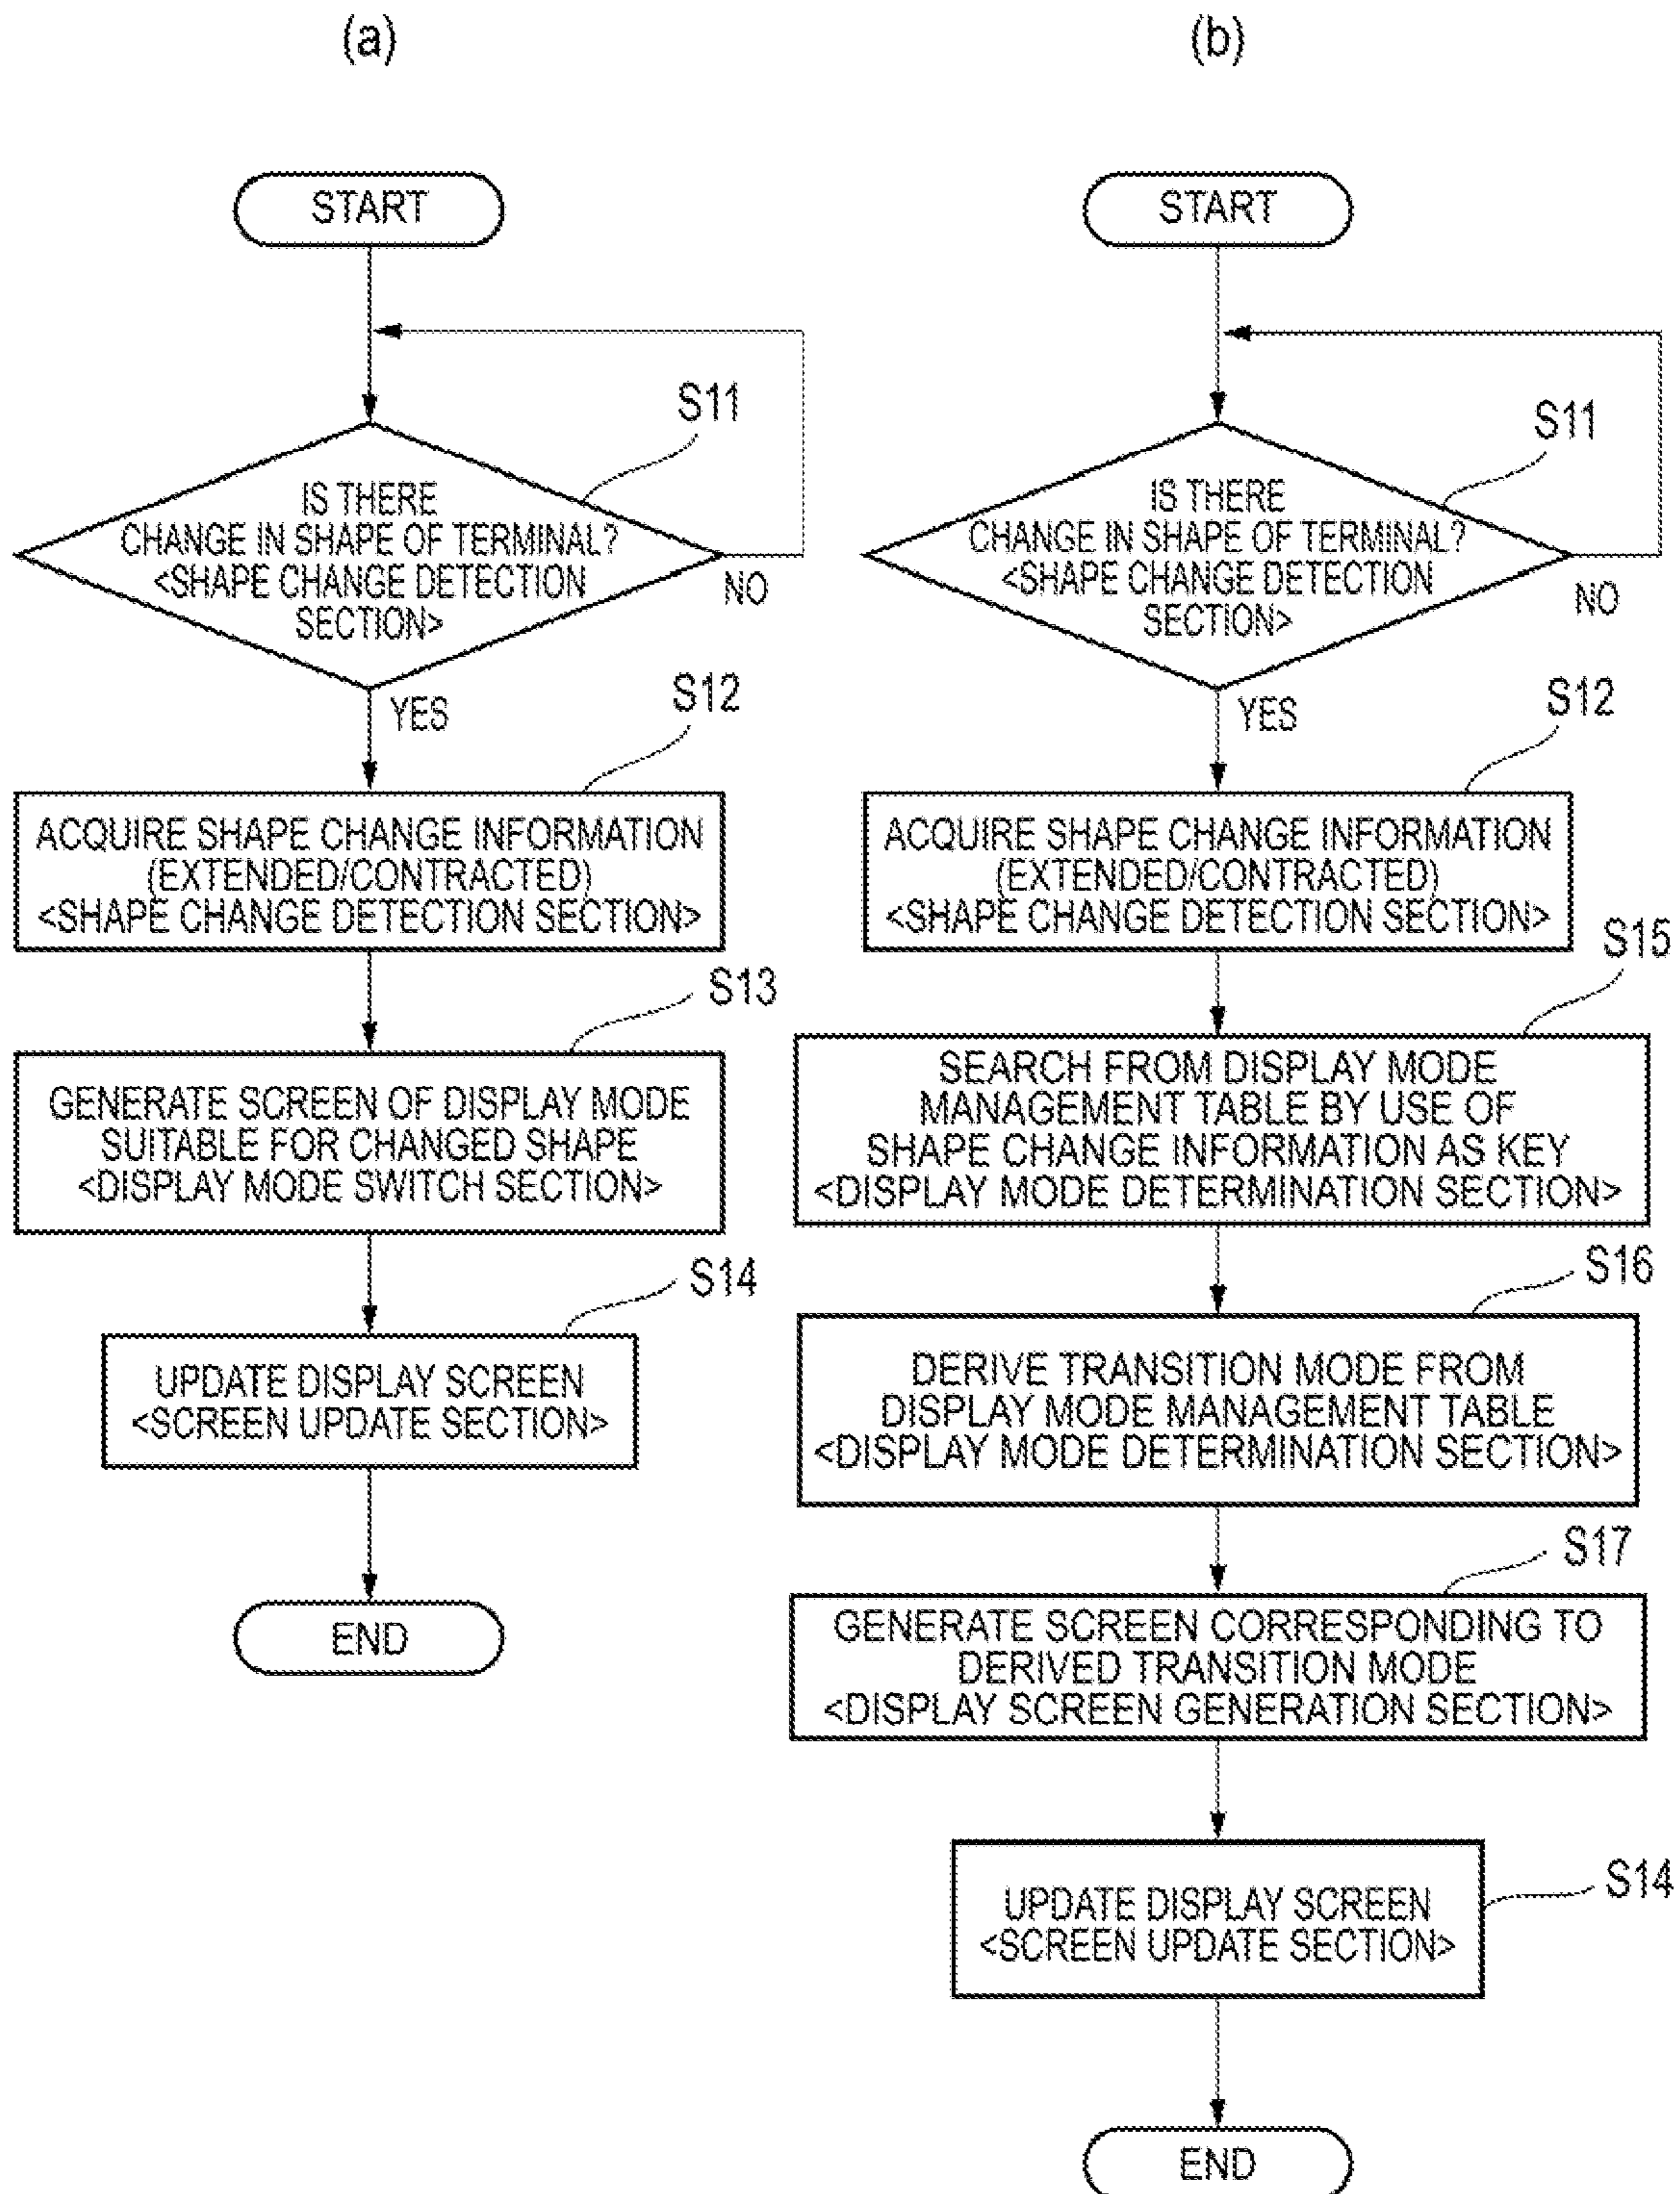 (a)
START
S11
IS THERE
CHANGE IN SHAPE OF TERMINAL?
<SHAPE CHANGE DETECTION
SECTION>
NO
YES
S12
ACQUIRE SHAPE CHANGE INFORMATION
(EXTENDED/CONTRACTED)
<SHAPE CHANGE DETECTION SECTION>
S13
GENERATE SCREEN OF DISPLAY MODE
SUITABLE FOR CHANGED SHAPE
<DISPLAY MODE SWITCH SECTION>
S14
UPDATE DISPLAY SCREEN
<SCREEN UPDATE SECTION>
END
(b)
START
S11
IS THERE
CHANGE IN SHAPE OF TERMINAL?
<SHAPE CHANGE DETECTION
SECTION>
NO
YES
S12
ACQUIRE SHAPE CHANGE INFORMATION
(EXTENDED/CONTRACTED)
<SHAPE CHANGE DETECTION SECTION>
S15
SEARCH FROM DISPLAY MODE
MANAGEMENT TABLE BY USE OF
SHAPE CHANGE INFORMATION AS KEY
<DISPLAY MODE DETERMINATION SECTION>
S16
DERIVE TRANSITION MODE FROM
DISPLAY MODE MANAGEMENT TABLE
<DISPLAY MODE DETERMINATION SECTION>
S17
GENERATE SCREEN CORRESPONDING TO
DERIVED TRANSITION MODE
<DISPLAY SCREEN GENERATION SECTION>
S14
UPDATE DISPLAY SCREEN
<SCREEN UPDATE SECTION>
END